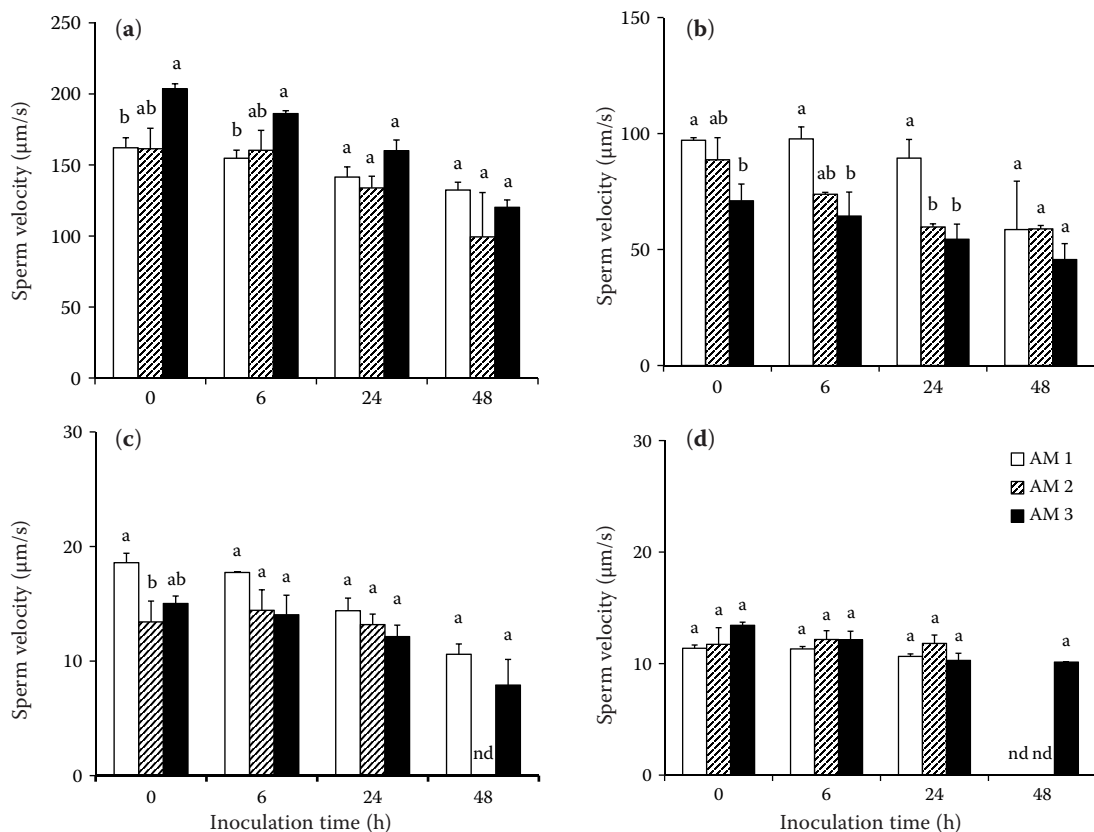 (a)
250
200
150
100
50
0
Sperm velocity (μm/s)
b ab a
b ab a
a a a
a a a
0 6 24 48
(b)
150
100
50
0
Sperm velocity (μm/s)
a ab b
a ab b
a b b
a a a
0 6 24 48
(c)
30
20
10
0
Sperm velocity (μm/s)
a b ab
a a a
a a a
a nd a
0 6 24 48
Inoculation time (h)
(d)
30
20
10
0
Sperm velocity (μm/s)
AM 1
AM 2
AM 3
a a a
a a a
a a a
nd nd a
0 6 24 48
Inoculation time (h)